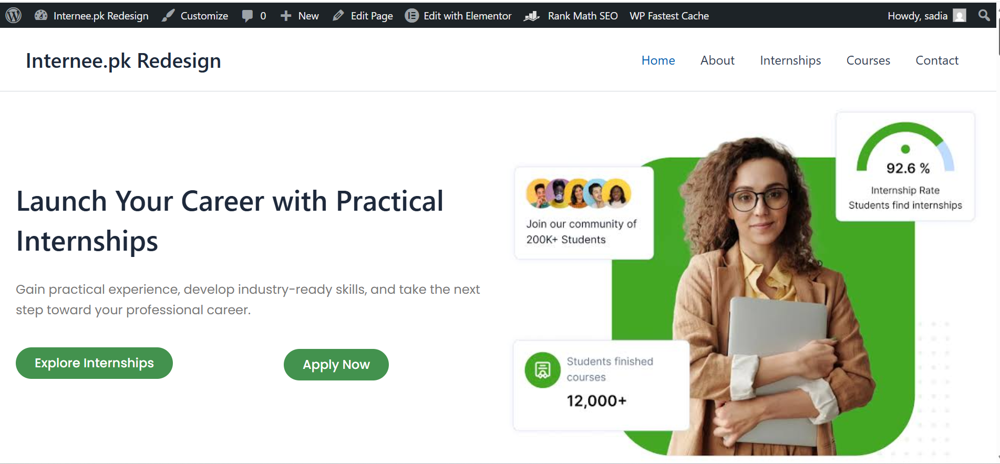 Internee.pk Redesign Customize 0 New Edit Page Edit with Elementor Rank Math SEO WP Fastest Cache Howdy, sadia
Internee.pk Redesign
Home About Internships Courses Contact
Launch Your Career with Practical
Internships
Gain practical experience, develop industry-ready skills, and take the next
step toward your professional career.
Explore Internships
Apply Now
92.6 %
Internship Rate
Students find internships
Join our community of
200K+ Students
Students finished
courses
12,000+